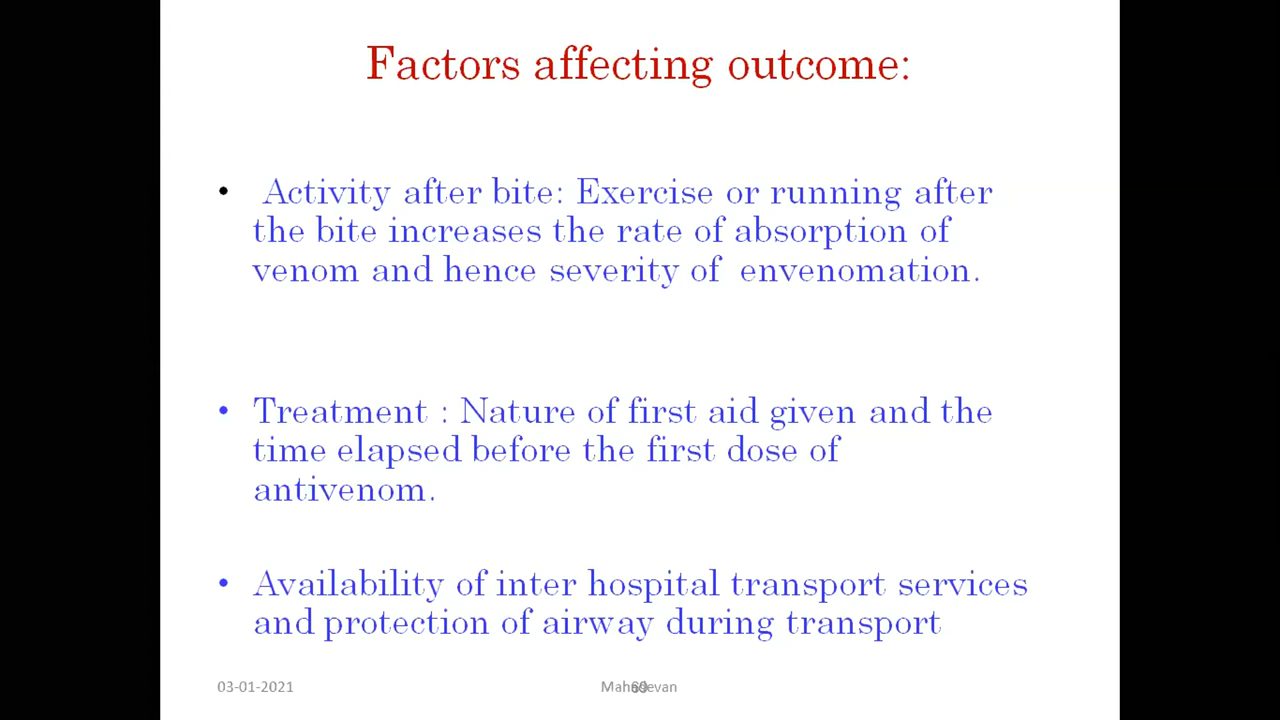 Factors affecting outcome:
• Activity after bite: Exercise or running after
the bite increases the rate of absorption of
venom and hence severity of envenomation.
• Treatment : Nature of first aid given and the
time elapsed before the first dose of
antivenom.
• Availability of inter hospital transport services
and protection of airway during transport
03-01-2021